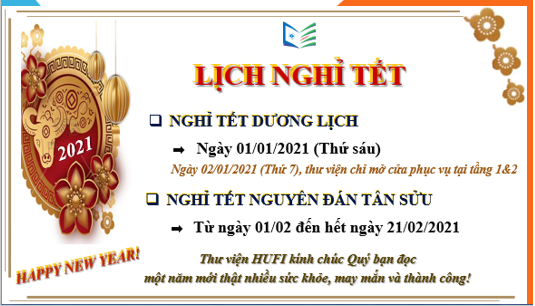 LỊCH NGHỈ TẾT
NGHỈ TẾT DƯƠNG LỊCH
Ngày 01/01/2021 (Thứ sáu)
Ngày 02/01/2021 (Thứ 7), thư viện chỉ mở cửa phục vụ tại tầng 1&2
NGHỈ TẾT NGUYÊN ĐÁN TÂN SỬU
Từ ngày 01/02 đến hết ngày 21/02/2021
Thư viện HUFI kính chúc Quý bạn đọc
một năm mới thật nhiều sức khỏe, may mắn và thành công!
2021
HAPPY NEW YEAR!